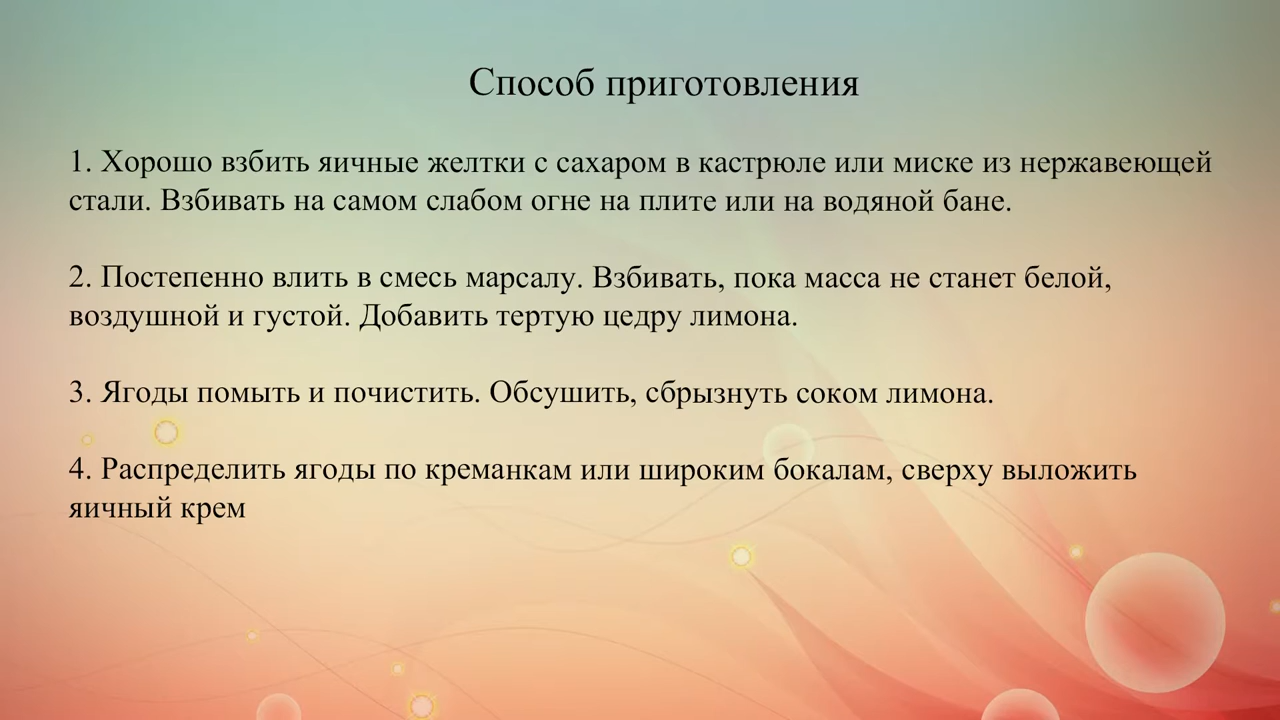 Способ приготовления
1. Хорошо взбить яичные желтки с сахаром в кастрюле или миске из нержавеющей
стали. Взбивать на самом слабом огне на плите или на водяной бане.
2. Постепенно влить в смесь марсалу. Взбивать, пока масса не станет белой,
воздушной и густой. Добавить тертую цедру лимона.
3. Ягоды помыть и почистить. Обсушить, сбрызнуть соком лимона.
4. Распределить ягоды по креманкам или широким бокалам, сверху выложить
яичный крем